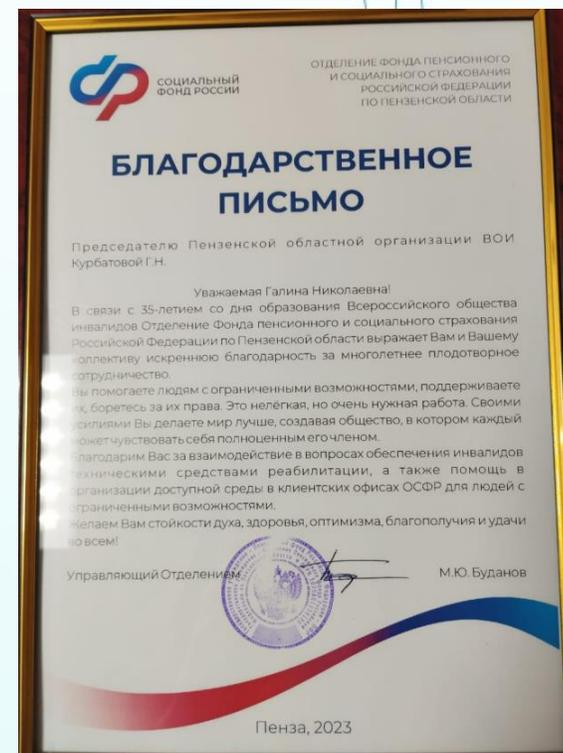 СОЦИАЛЬНЫЙ
ФОНД РОССИИ
ОТДЕЛЕНИЕ ФОНДА ПЕНСИОННОГО
И СОЦИАЛЬНОГО СТРАХОВАНИЯ
РОССИЙСКОЙ ФЕДЕРАЦИИ
ПО ПЕНЗЕНСКОЙ ОБЛАСТИ
БЛАГОДАРСТВЕННОЕ
ПИСЬМО
Председателю Пензенской областной организации ВОИ
Курбатовой Г.Н.
Уважаемая Галина Николаевна!
В связи с 35-летием со дня образования Всероссийского общества
инвалидов Отделение Фонда пенсионного и социального страхования
Российской Федерации по Пензенской области выражает Вам и Вашему
коллективу искреннюю благодарность за многолетнее плодотворное
сотрудничество.
Вы помогаете людям с ограниченными возможностями, поддерживаете
их, боретесь за их права. Это нелёгкая, но очень нужная работа. Своими
усилиями Вы делаете мир лучше, создавая общество, в котором каждый
может чувствовать себя полноценным его членом.
Благодарим Вас за взаимодействие в вопросах обеспечения инвалидов
техническими средствами реабилитации, а также помощь в
организации доступной среды в клиентских офисах ОСФР для людей с
ограниченными возможностями.
Желаем Вам стойкости духа, здоровья, оптимизма, благополучия и удачи
во всем!
Управляющий Отделением М.Ю. Буданов
Пенза, 2023